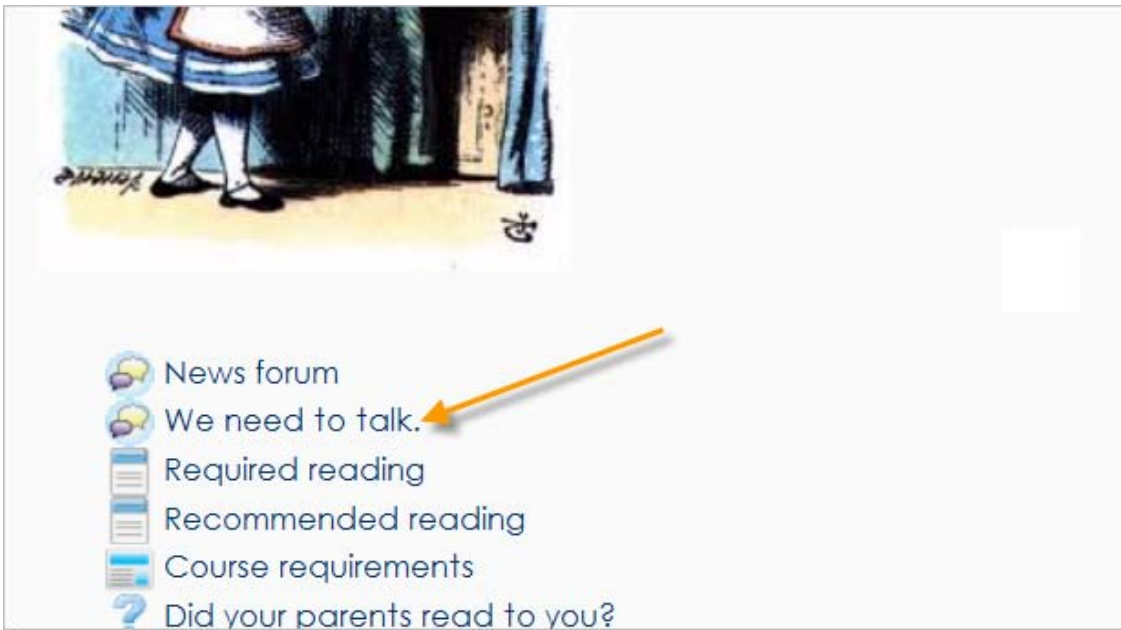 News forum
We need to talk.
Required reading
Recommended reading
Course requirements
Did your parents read to you?